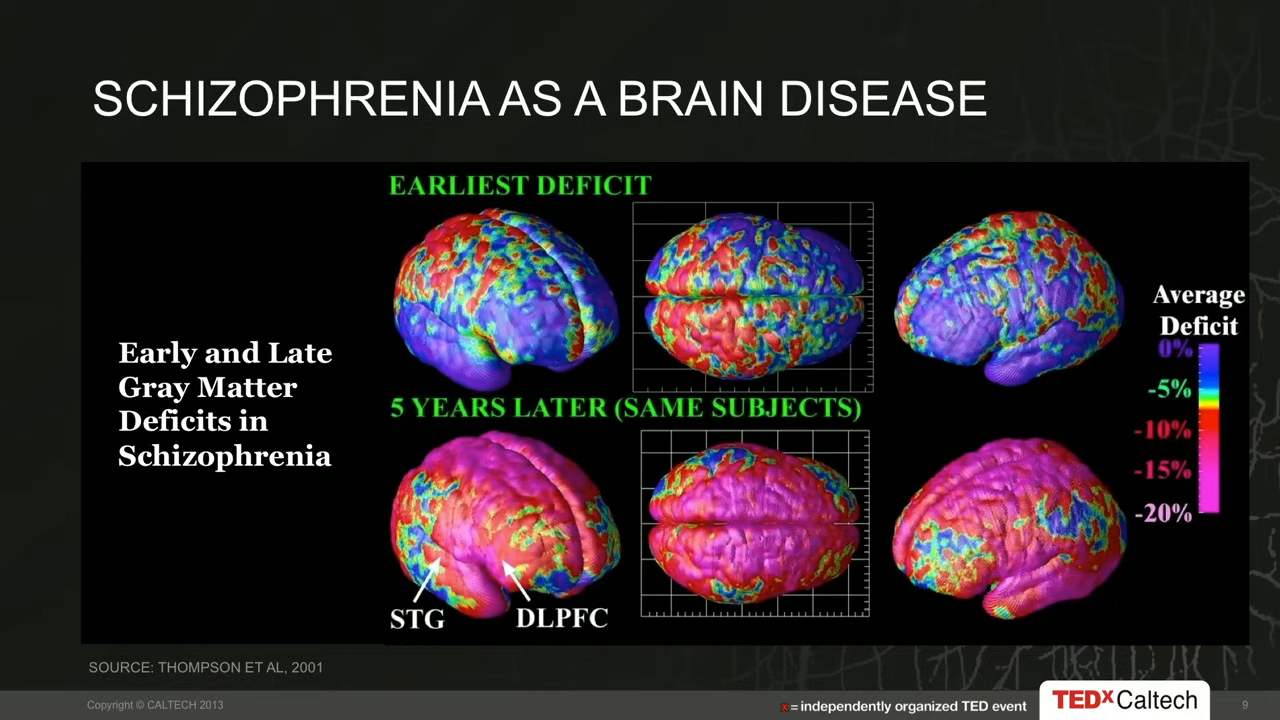 SCHIZOPHRENIA AS A BRAIN DISEASE
EARLIEST DEFICIT
Early and Late
Gray Matter
Deficits in
Schizophrenia
Average
Deficit
0%
-5%
-10%
-15%
-20%
5 YEARS LATER (SAME SUBJECTS)
STG
DLPFC
SOURCE: THOMPSON ET AL, 2001
Copyright © CALTECH 2013
x = independently organized TED event
TEDxCaltech
9